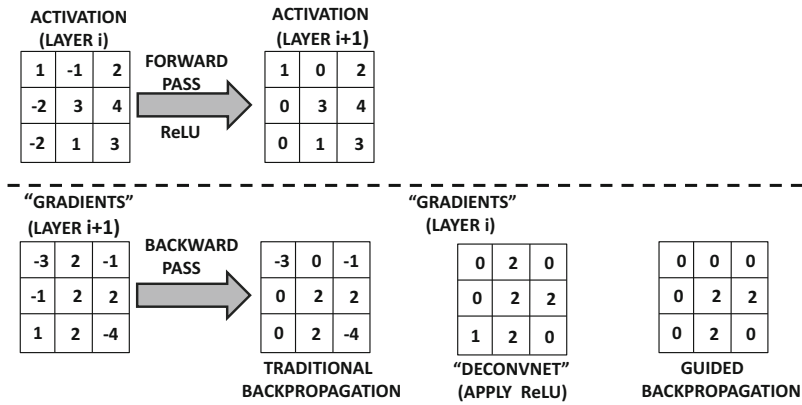 ACTIVATION
(LAYER i)
1 -1 2
-2 3 4
-2 1 3
FORWARD
PASS
ReLU
ACTIVATION
(LAYER i+1)
1 0 2
0 3 4
0 1 3
“GRADIENTS”
(LAYER i+1)
-3 2 -1
-1 2 2
1 2 -4
BACKWARD
PASS
“GRADIENTS”
(LAYER i)
-3 0 -1
0 2 2
0 2 -4
TRADITIONAL
BACKPROPAGATION
0 2 0
0 2 2
1 2 0
“DECONVNET”
(APPLY ReLU)
0 0 0
0 2 2
0 2 0
GUIDED
BACKPROPAGATION